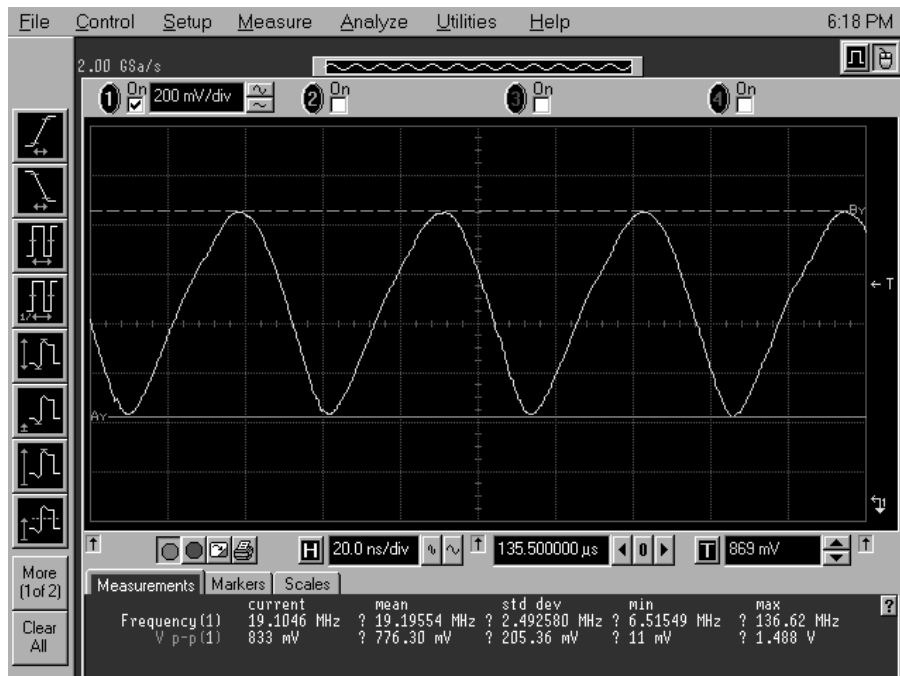 File Control Setup Measure Analyze Utilities Help 6:18 PM
2.00 GSa/s
1 On 200 mV/div 2 On 3 On 4 On
By
T
Ay
H 20.0 ns/div 135.500000 µs 0 T 869 mV
More
(1 of 2)
Clear
All
Measurements Markers Scales
?
current mean std dev min max
Frequency(1) 19.1046 MHz ? 19.19554 MHz ? 2.492580 MHz ? 6.51549 MHz ? 136.62 MHz
V p-p(1) 833 mV ? 776.30 mV ? 205.36 mV ? 11 mV ? 1.488 V